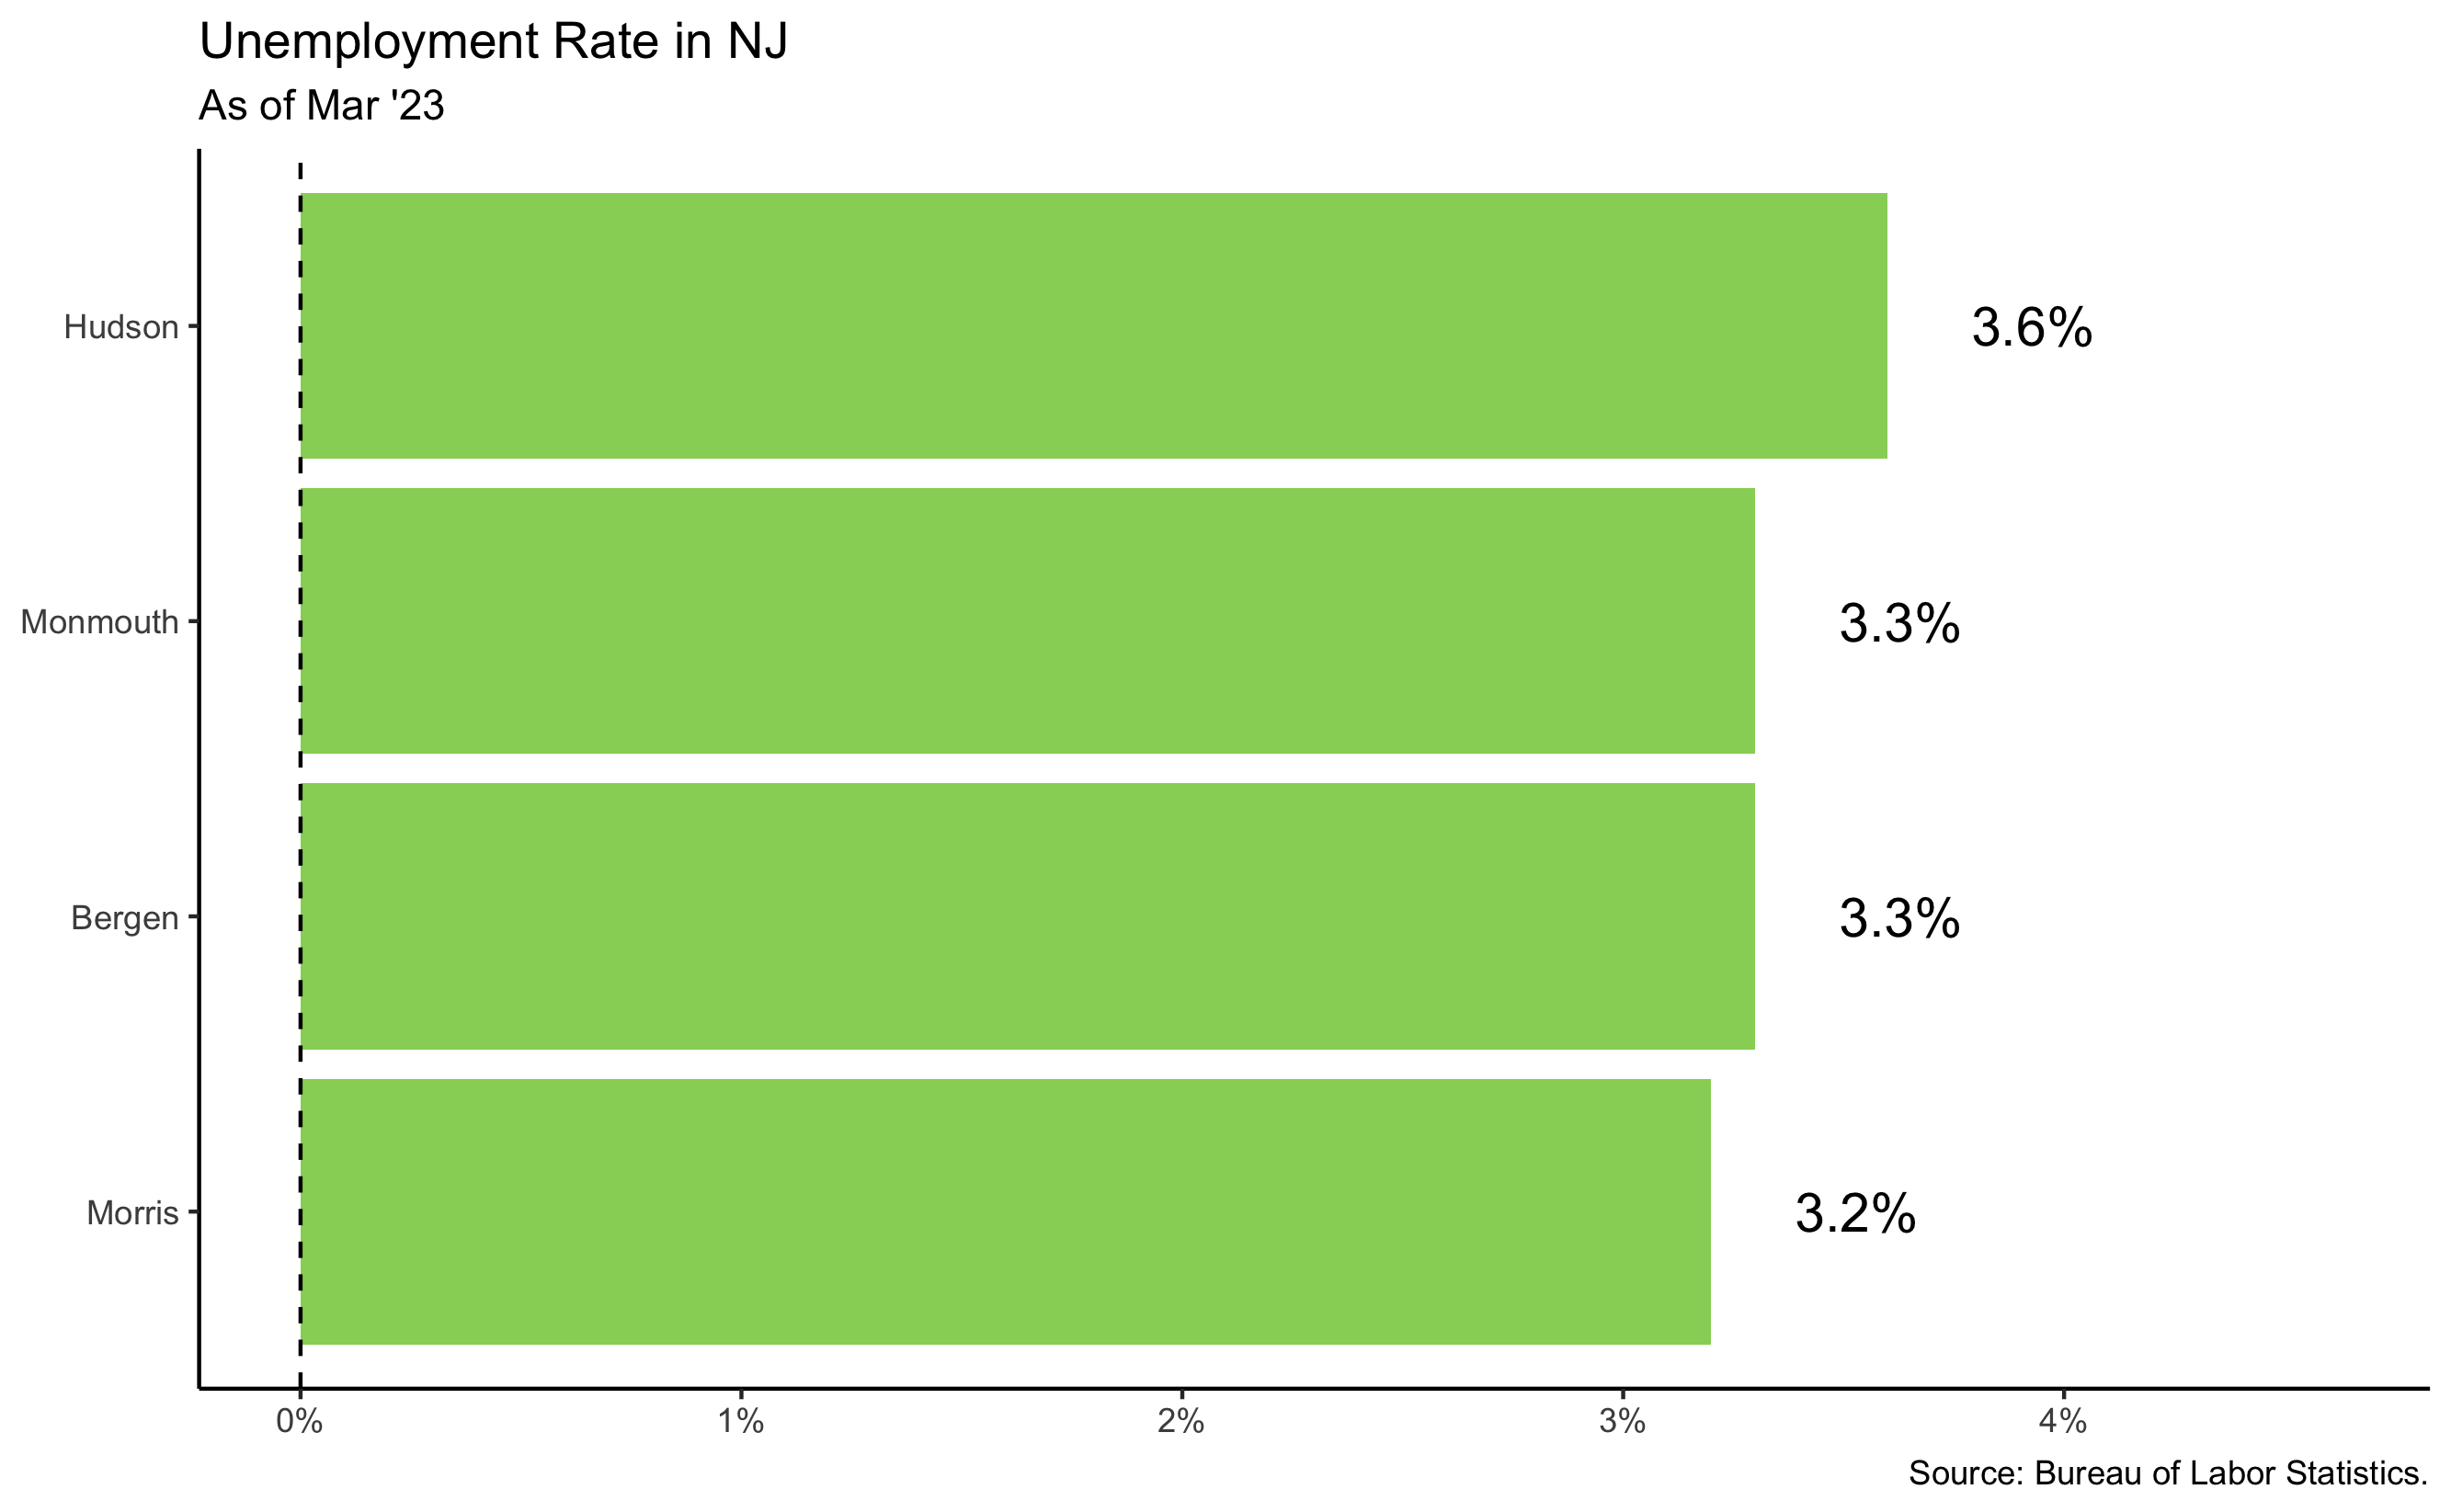 Unemployment Rate in NJ
As of Mar '23
Hudson
3.6%
Monmouth
3.3%
Bergen
3.3%
Morris
3.2%
0% 1% 2% 3% 4%
Source: Bureau of Labor Statistics.